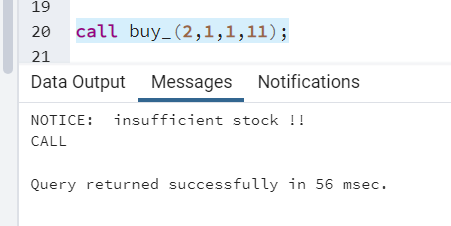 19
20 call buy_(2,1,1,11);
21
Data Output Messages Notifications
NOTICE:  insufficient stock !!
CALL
Query returned successfully in 56 msec.